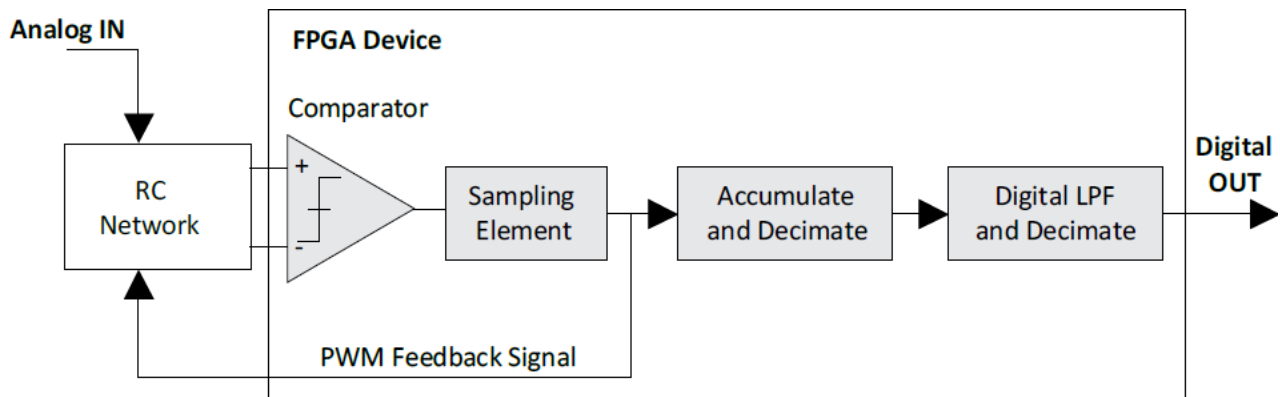 Analog IN
FPGA Device
Comparator
RC
Network
+
-
Sampling
Element
Accumulate
and Decimate
Digital LPF
and Decimate
Digital
OUT
PWM Feedback Signal